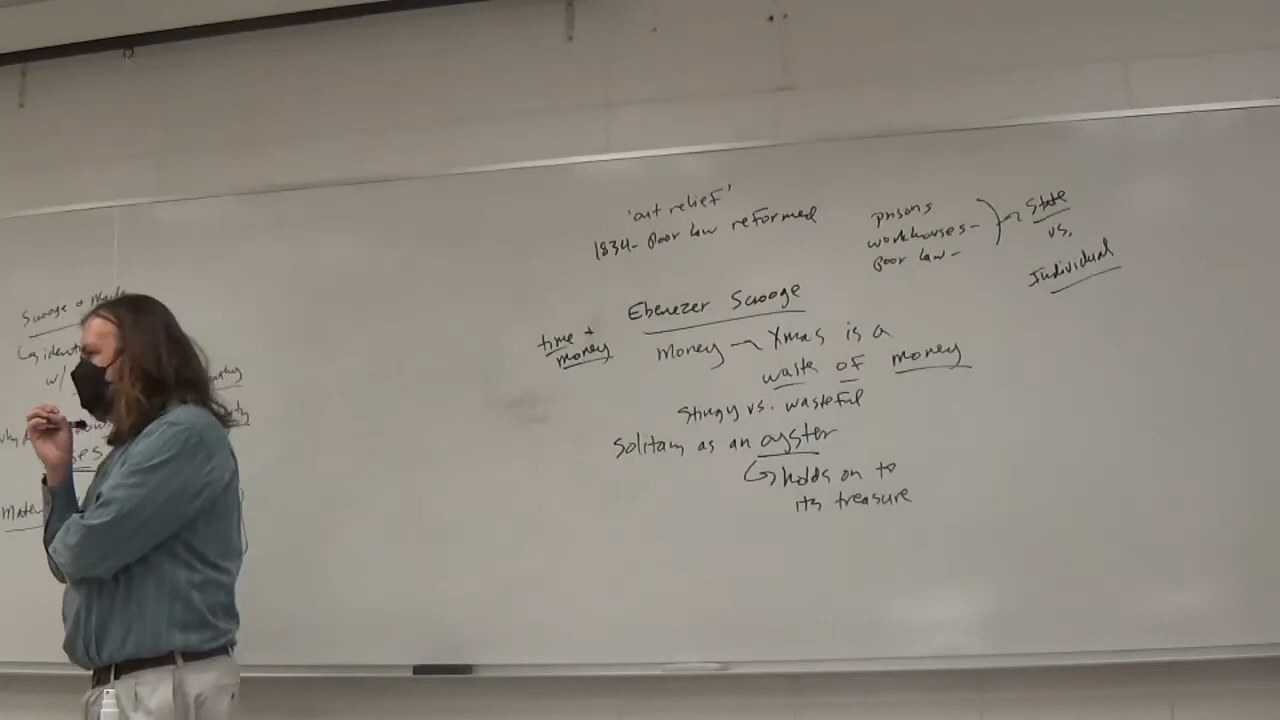 Scrooge &
w/
Mater
'out relief'
1834- Poor Law reformed
prisons
workhouses-
Poor law-
State
vs.
Individual
Ebenezer Scrooge
time +
money
money Xmas is a
waste of money
Stingy vs. wasteful
Solitary as an oyster
holds on to
its treasure